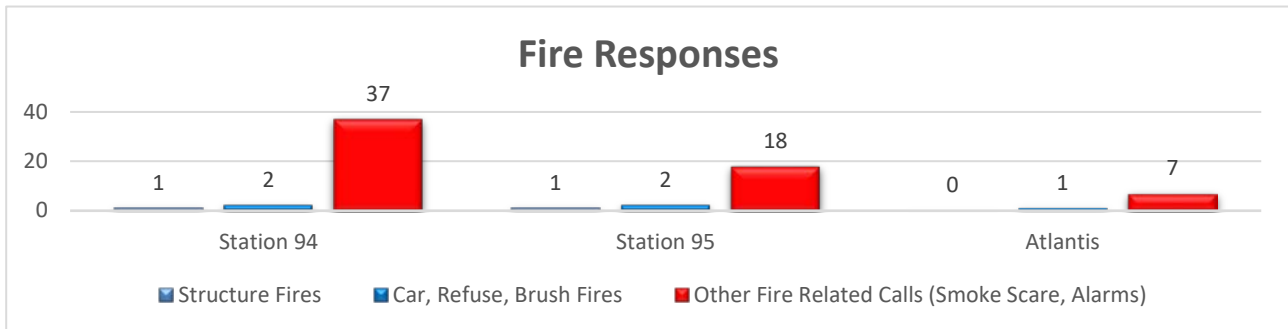 Fire Responses
37
40
18
20
1 2 1 2 0 1 7
0
Station 94 Station 95 Atlantis
Structure Fires Car, Refuse, Brush Fires Other Fire Related Calls (Smoke Scare, Alarms)